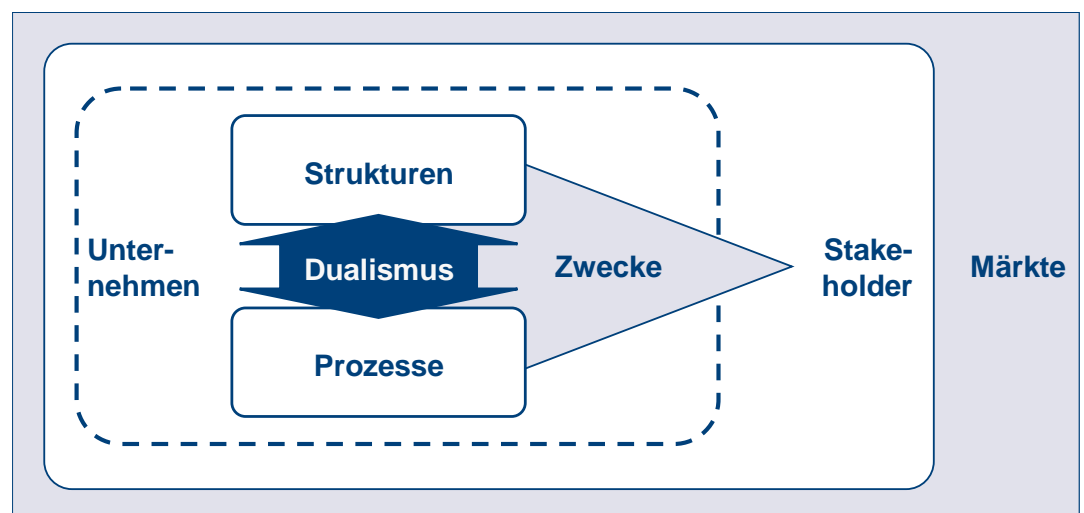 Strukturen
Unter-
nehmen
Dualismus
Zwecke
Stake-
holder
Märkte
Prozesse